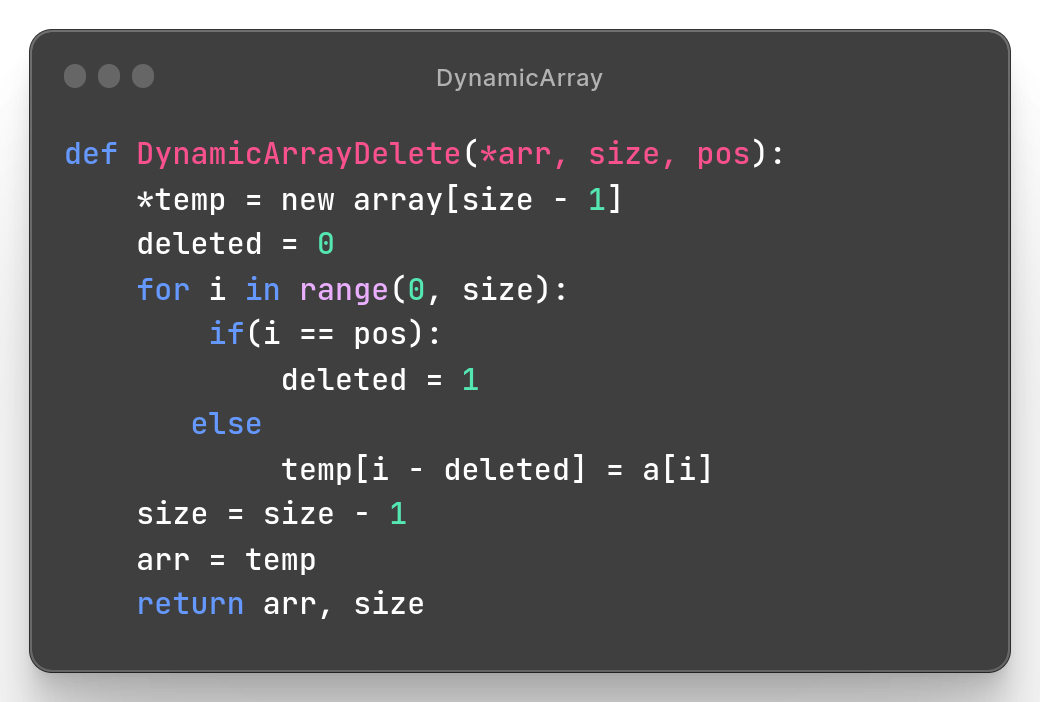 DynamicArray
def DynamicArrayDelete(*arr, size, pos):
    *temp = new array[size - 1]
    deleted = 0
    for i in range(0, size):
        if(i == pos):
            deleted = 1
       else
            temp[i - deleted] = a[i]
    size = size - 1
    arr = temp
    return arr, size